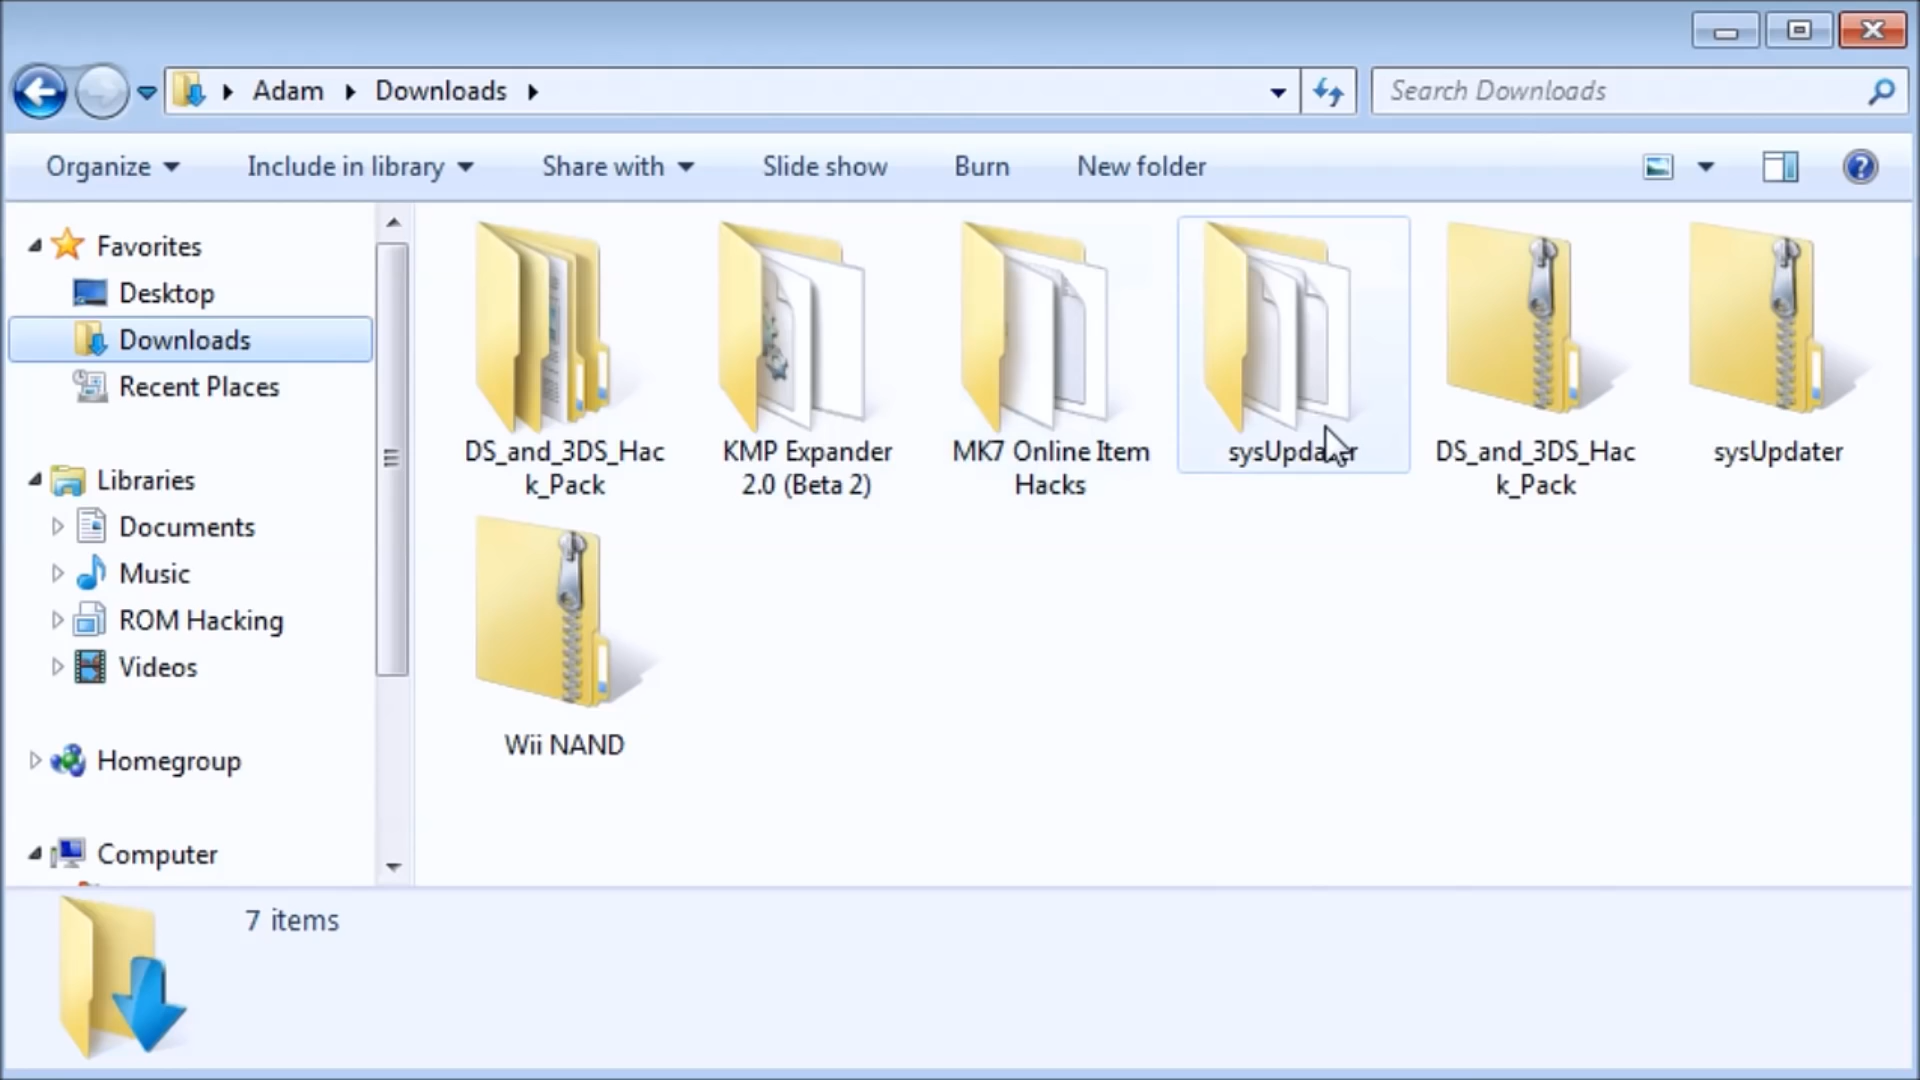 Adam
Downloads
Search Downloads
Organize
Include in library
Share with
Slide show
Burn
New folder
Favorites
Desktop
Downloads
Recent Places
Libraries
Documents
Music
ROM Hacking
Videos
Homegroup
Computer
DS_and_3DS_Hac
k_Pack
KMP Expander
2.0 (Beta 2)
MK7 Online Item
Hacks
sysUpdater
DS_and_3DS_Hac
k_Pack
sysUpdater
Wii NAND
7 items